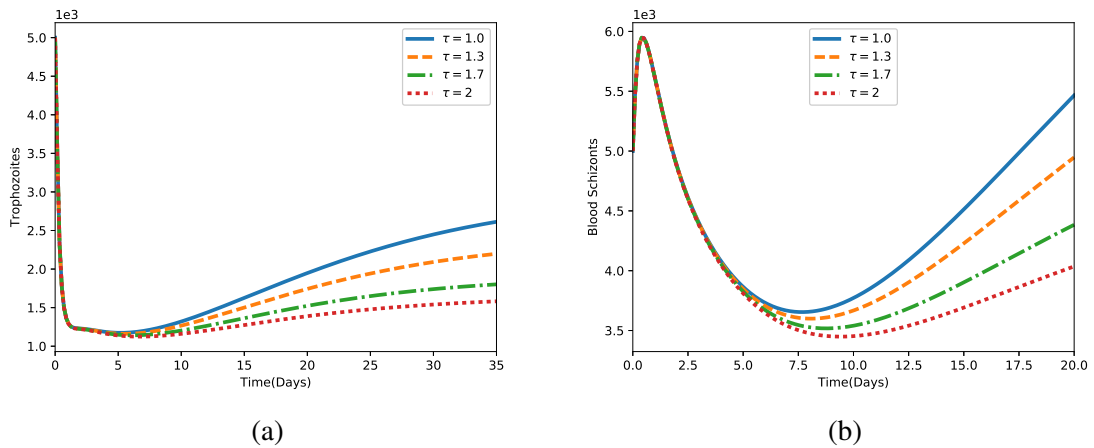 1e3
5.0
4.5
4.0
3.5
3.0
2.5
2.0
1.5
1.0
Trophozoites
0 5 10 15 20 25 30 35
Time(Days)
τ = 1.0
τ = 1.3
τ = 1.7
τ = 2
(a)
1e3
6.0
5.5
5.0
4.5
4.0
3.5
Blood Schizonts
0.0 2.5 5.0 7.5 10.0 12.5 15.0 17.5 20.0
Time(Days)
τ = 1.0
τ = 1.3
τ = 1.7
τ = 2
(b)